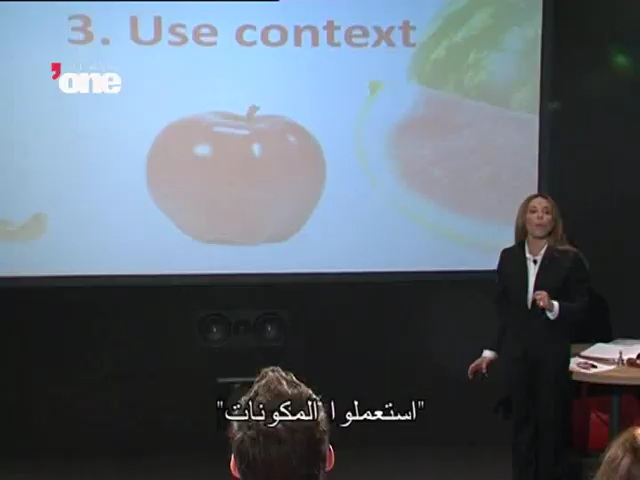 3. Use context
'one
"استعملوا المكونات"